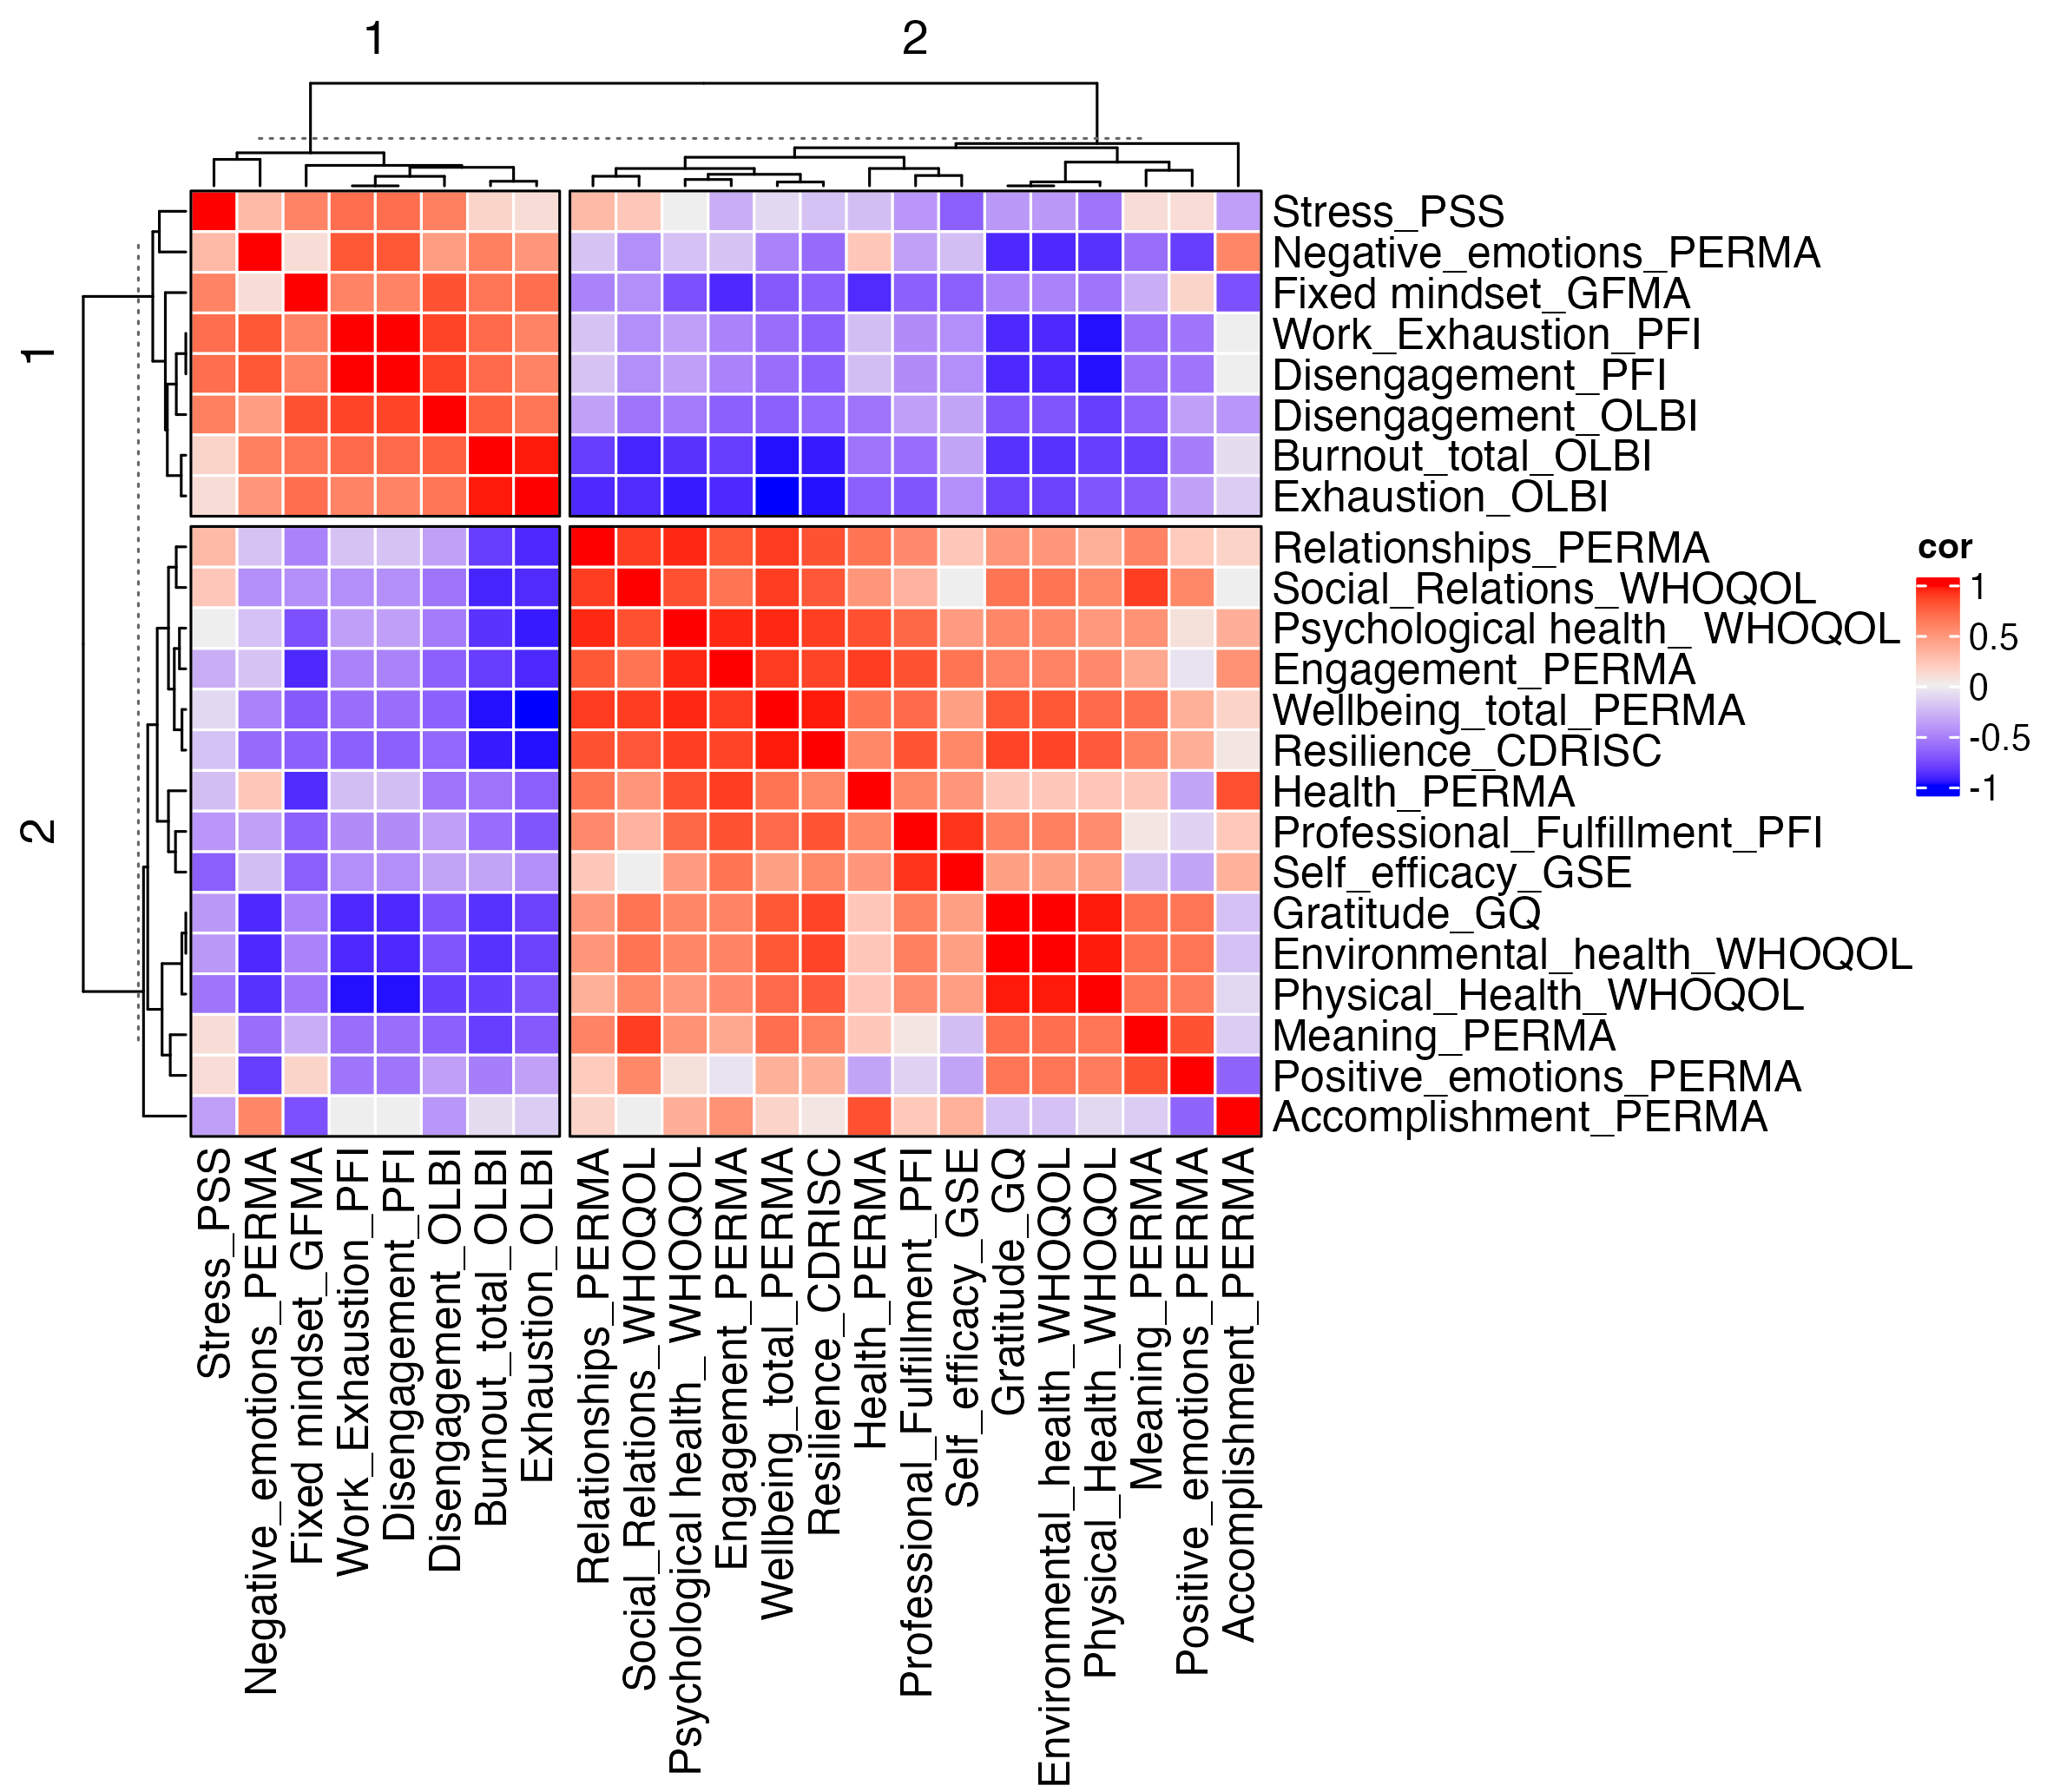 1
2
1
2
Stress_PSS
Negative_emotions_PERMA
Fixed mindset_GFMA
Work_Exhaustion_PFI
Disengagement_PFI
Disengagement_OLBI
Burnout_total_OLBI
Exhaustion_OLBI
Relationships_PERMA
Social_Relations_WHOQOL
Psychological health_ WHOQOL
Engagement_PERMA
Wellbeing_total_PERMA
Resilience_CDRISC
Health_PERMA
Professional_Fulfillment_PFI
Self_efficacy_GSE
Gratitude_GQ
Environmental_health_WHOQOL
Physical_Health_WHOQOL
Meaning_PERMA
Positive_emotions_PERMA
Accomplishment_PERMA
cor
1
0.5
0
-0.5
-1
Stress_PSS
Negative_emotions_PERMA
Fixed mindset_GFMA
Work_Exhaustion_PFI
Disengagement_PFI
Disengagement_OLBI
Burnout_total_OLBI
Exhaustion_OLBI
Relationships_PERMA
Social_Relations_WHOQOL
Psychological health_ WHOQOL
Engagement_PERMA
Wellbeing_total_PERMA
Resilience_CDRISC
Health_PERMA
Professional_Fulfillment_PFI
Self_efficacy_GSE
Gratitude_GQ
Environmental_health_WHOQOL
Physical_Health_WHOQOL
Meaning_PERMA
Positive_emotions_PERMA
Accomplishment_PERMA